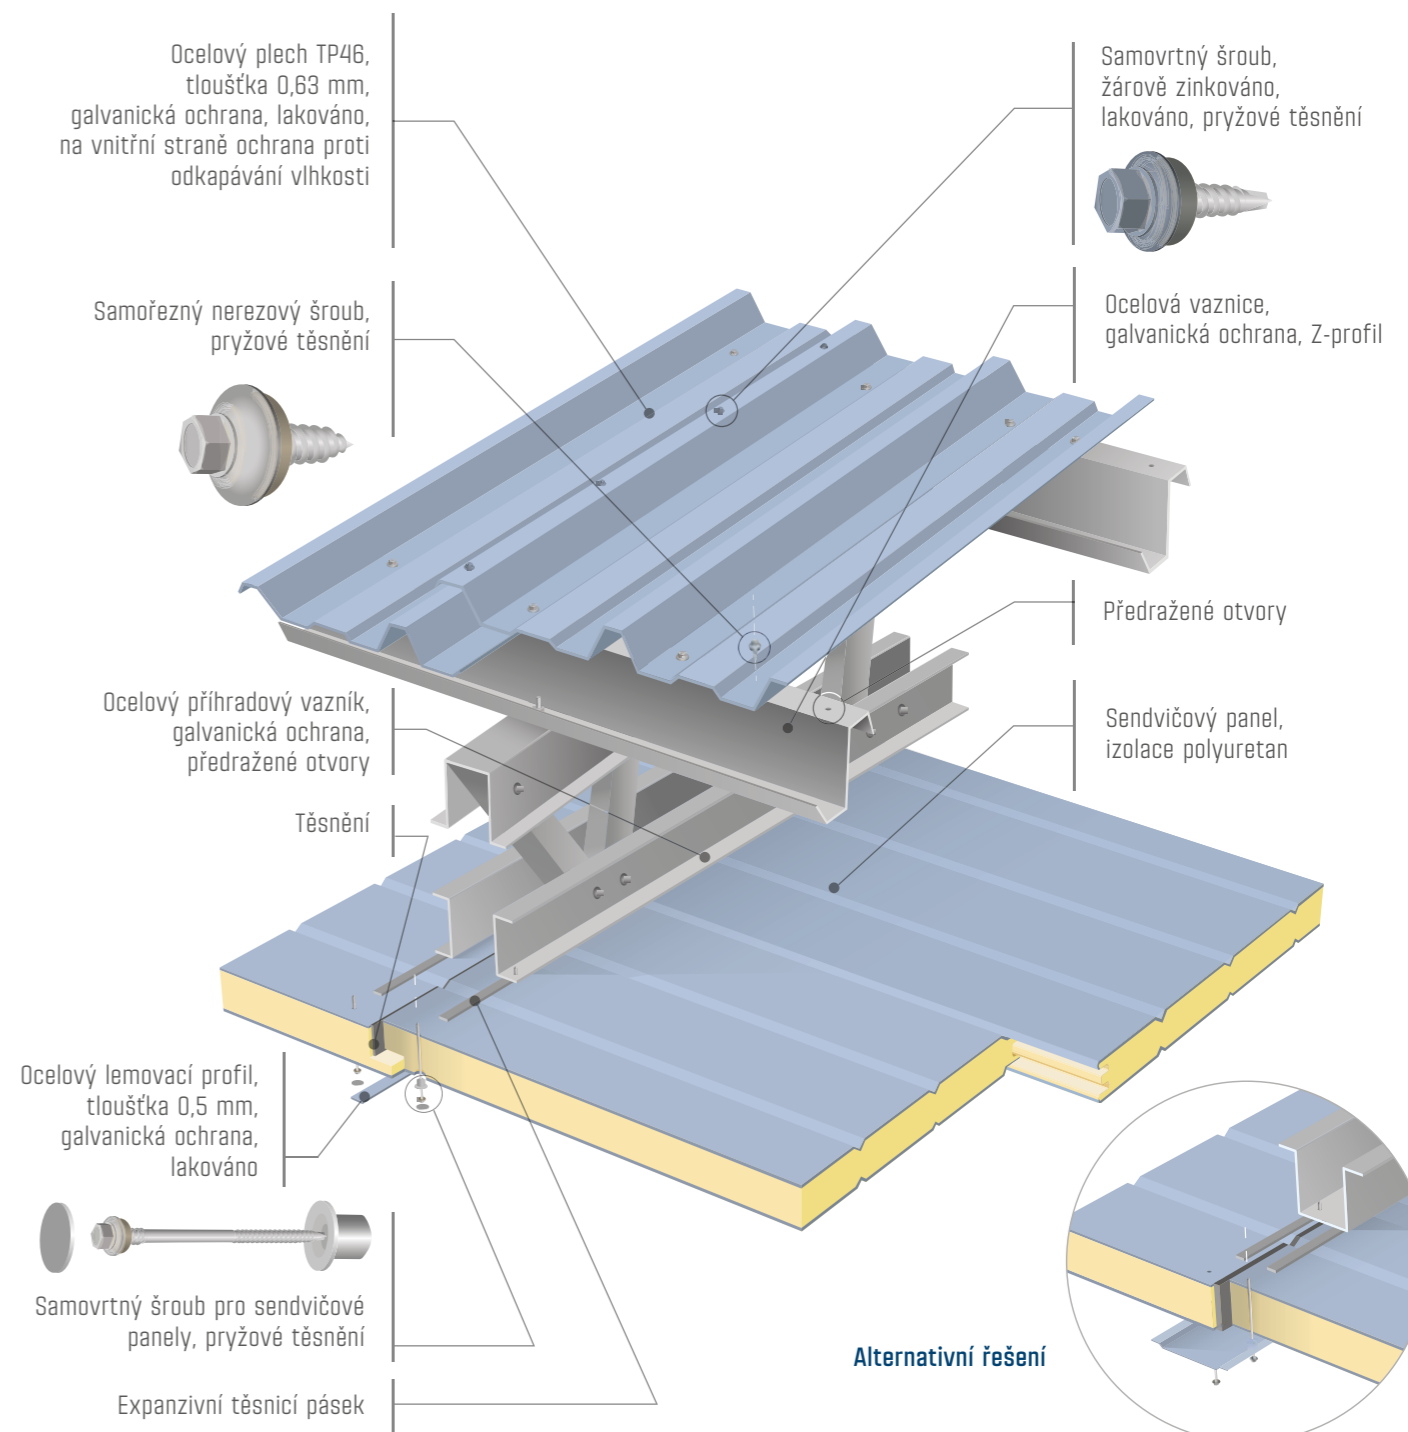 Ocelový plech TP46,
tloušťka 0,63 mm,
galvanická ochrana, lakováno,
na vnitřní straně ochrana proti
odkapávání vlhkosti
Samovrtný šroub,
žárově zinkováno,
lakováno, pryžové těsnění
Samořezný nerezový šroub,
pryžové těsnění
Ocelová vaznice,
galvanická ochrana, Z-profil
Předražené otvory
Ocelový příhradový vazník,
galvanická ochrana,
předražené otvory
Sendvičový panel,
izolace polyuretan
Těsnění
Ocelový lemovací profil,
tloušťka 0,5 mm,
galvanická ochrana,
lakováno
Samovrtný šroub pro sendvičové
panely, pryžové těsnění
Alternativní řešení
Expanzivní těsnicí pásek